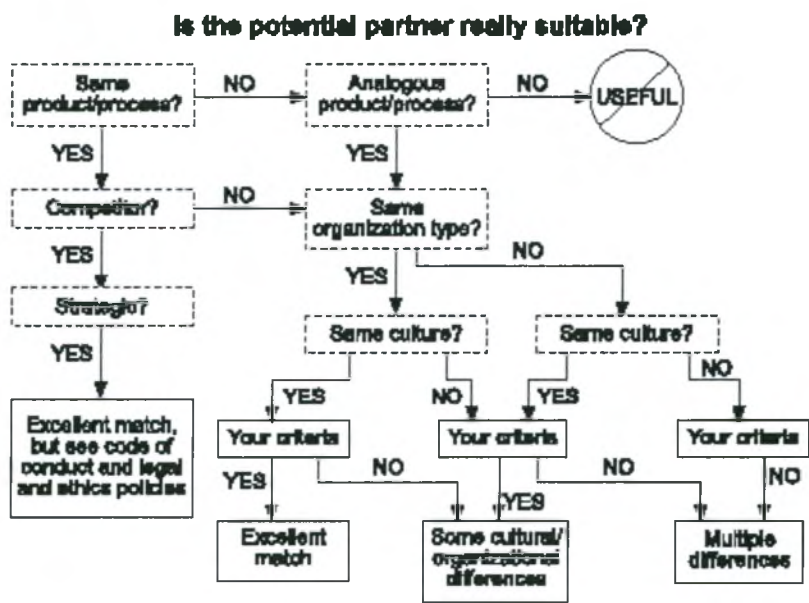 Is the potential partner really suitable?
Same
product/process?
NO
Analogous
product/process?
NO
USEFUL
YES
YES
Competitor?
NO
Same
organization type?
YES
YES
NO
Strategic?
Same culture?
Same culture?
YES
YES
NO
YES
NO
Excellent match,
but see code of
conduct and legal
and ethics policies
Your criteria
Your criteria
Your criteria
YES
NO
YES
NO
NO
Excellent
match
Some cultural/
organizational
differences
Multiple
differences